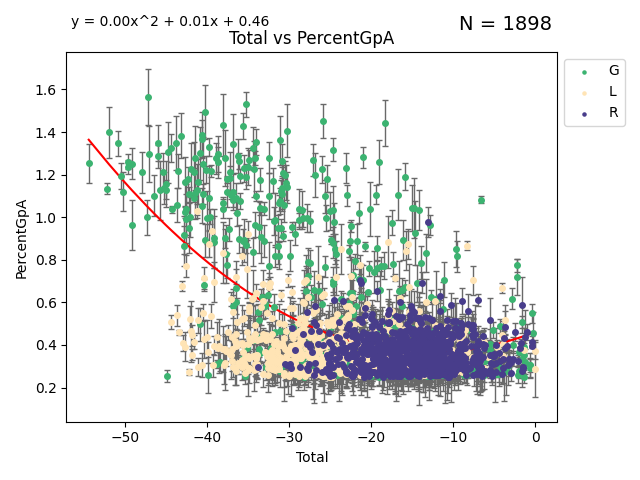 y = 0.00x^2 + 0.01x + 0.46
N = 1898
Total vs PercentGpA
G
L
R
1.6
1.4
1.2
1.0
0.8
0.6
0.4
0.2
PercentGpA
−50 −40 −30 −20 −10 0
Total